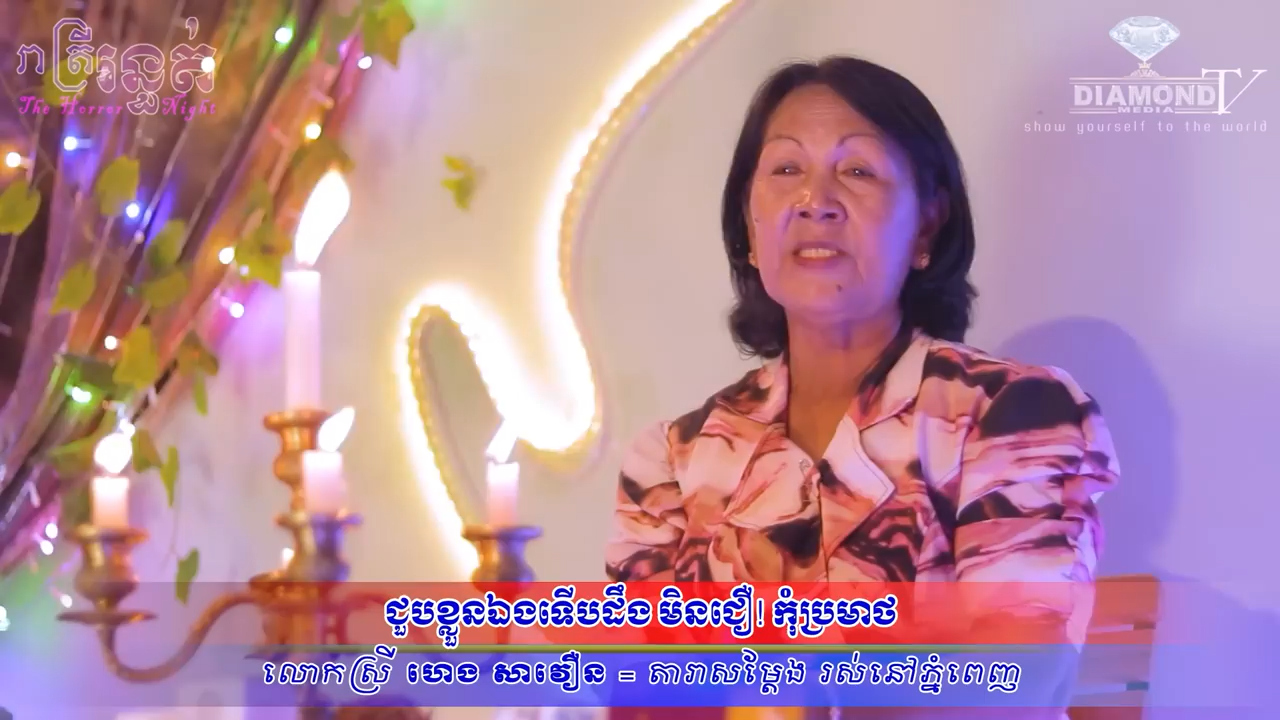 រាត្រីរន្ធត់
The Horror Night
DIAMOND TV
MEDIA
show yourself to the world
ជួបខ្លួនឯងទើបដឹង មិនជឿ! កុំប្រមាថ
លោកស្រី ហេង សាវឿន = តារាសម្តែង រស់នៅភ្នំពេញ